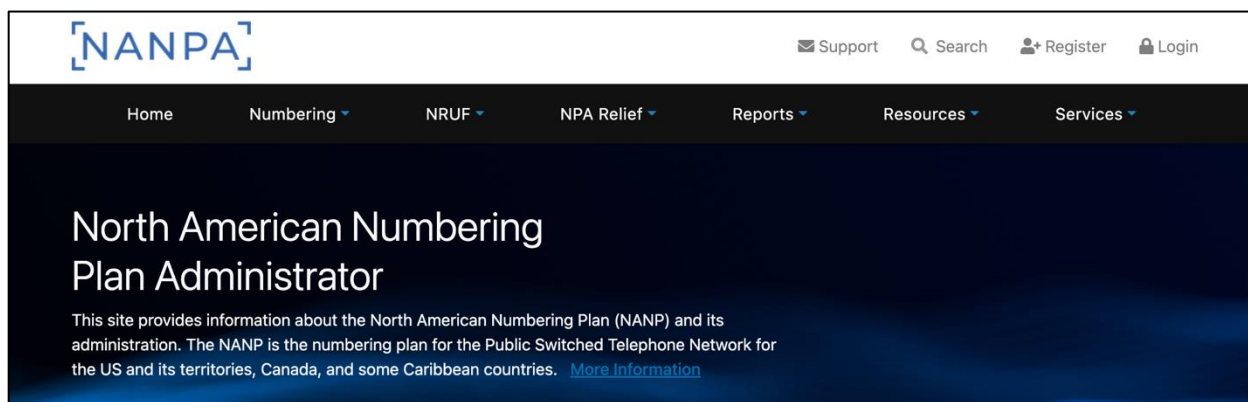 NANPA
Support Search Register Login
Home Numbering NRUF NPA Relief Reports Resources Services
North American Numbering
Plan Administrator
This site provides information about the North American Numbering Plan (NANP) and its
administration. The NANP is the numbering plan for the Public Switched Telephone Network for
the US and its territories, Canada, and some Caribbean countries. More Information